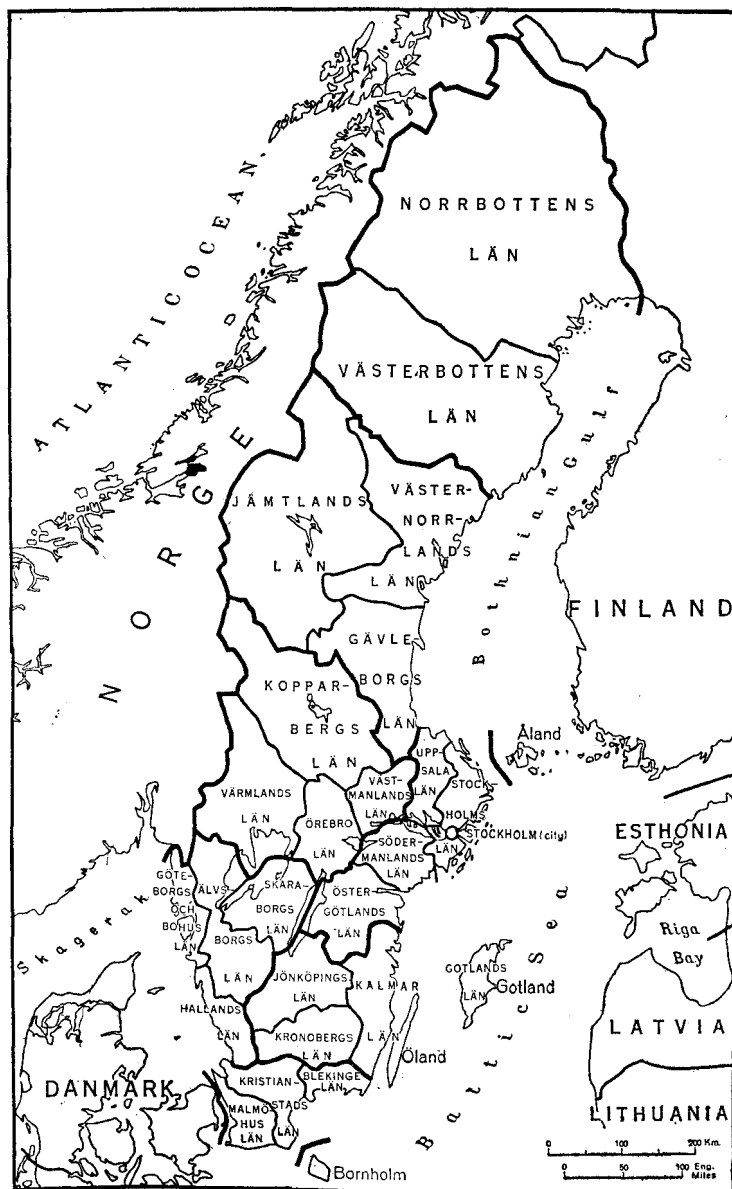 ATLANTIC OCEAN.
NORRBOTTENS
LÄN
VÄSTERBOTTENS
LÄN
NORGE
JÄMTLANDS
LÄN
VÄSTER-
NORR-
LANDS
LÄN
Bothnian Gulf
FINLAND
GÄVLE-
BORGS
LÄN
KOPPAR-
BERGS
LÄN
Åland
UPP-
SALA
LÄN
STOCK
HOLMS
LÄN
STOCKHOLM (city)
VÄST-
MANLANDS
LÄN
VÄRMLANDS
LÄN
ÖREBRO
LÄN
SÖDER-
MANLANDS
LÄN
ESTHONIA
GÖTE-
BORGS
OCH
BOHUS
LÄN
ÄLVS-
BORGS
LÄN
SKARA-
BORGS
LÄN
ÖSTER
GÖTLANDS
LÄN
Skagerak
Riga
Bay
GOTLANDS
LÄN
Gotland
JÖNKÖPINGS
LÄN
KALMAR
LÄN
HALLANDS
LÄN
KRONOBERGS
LÄN
Öland
LATVIA
DANMARK
KRISTIAN-
STADS
LÄN
BLEKINGE
LÄN
MALMÖ
HUS
LÄN
Baltic Sea
LITHUANIA
Bornholm
0 100 200 Km.
0 50 100 Eng.
Miles